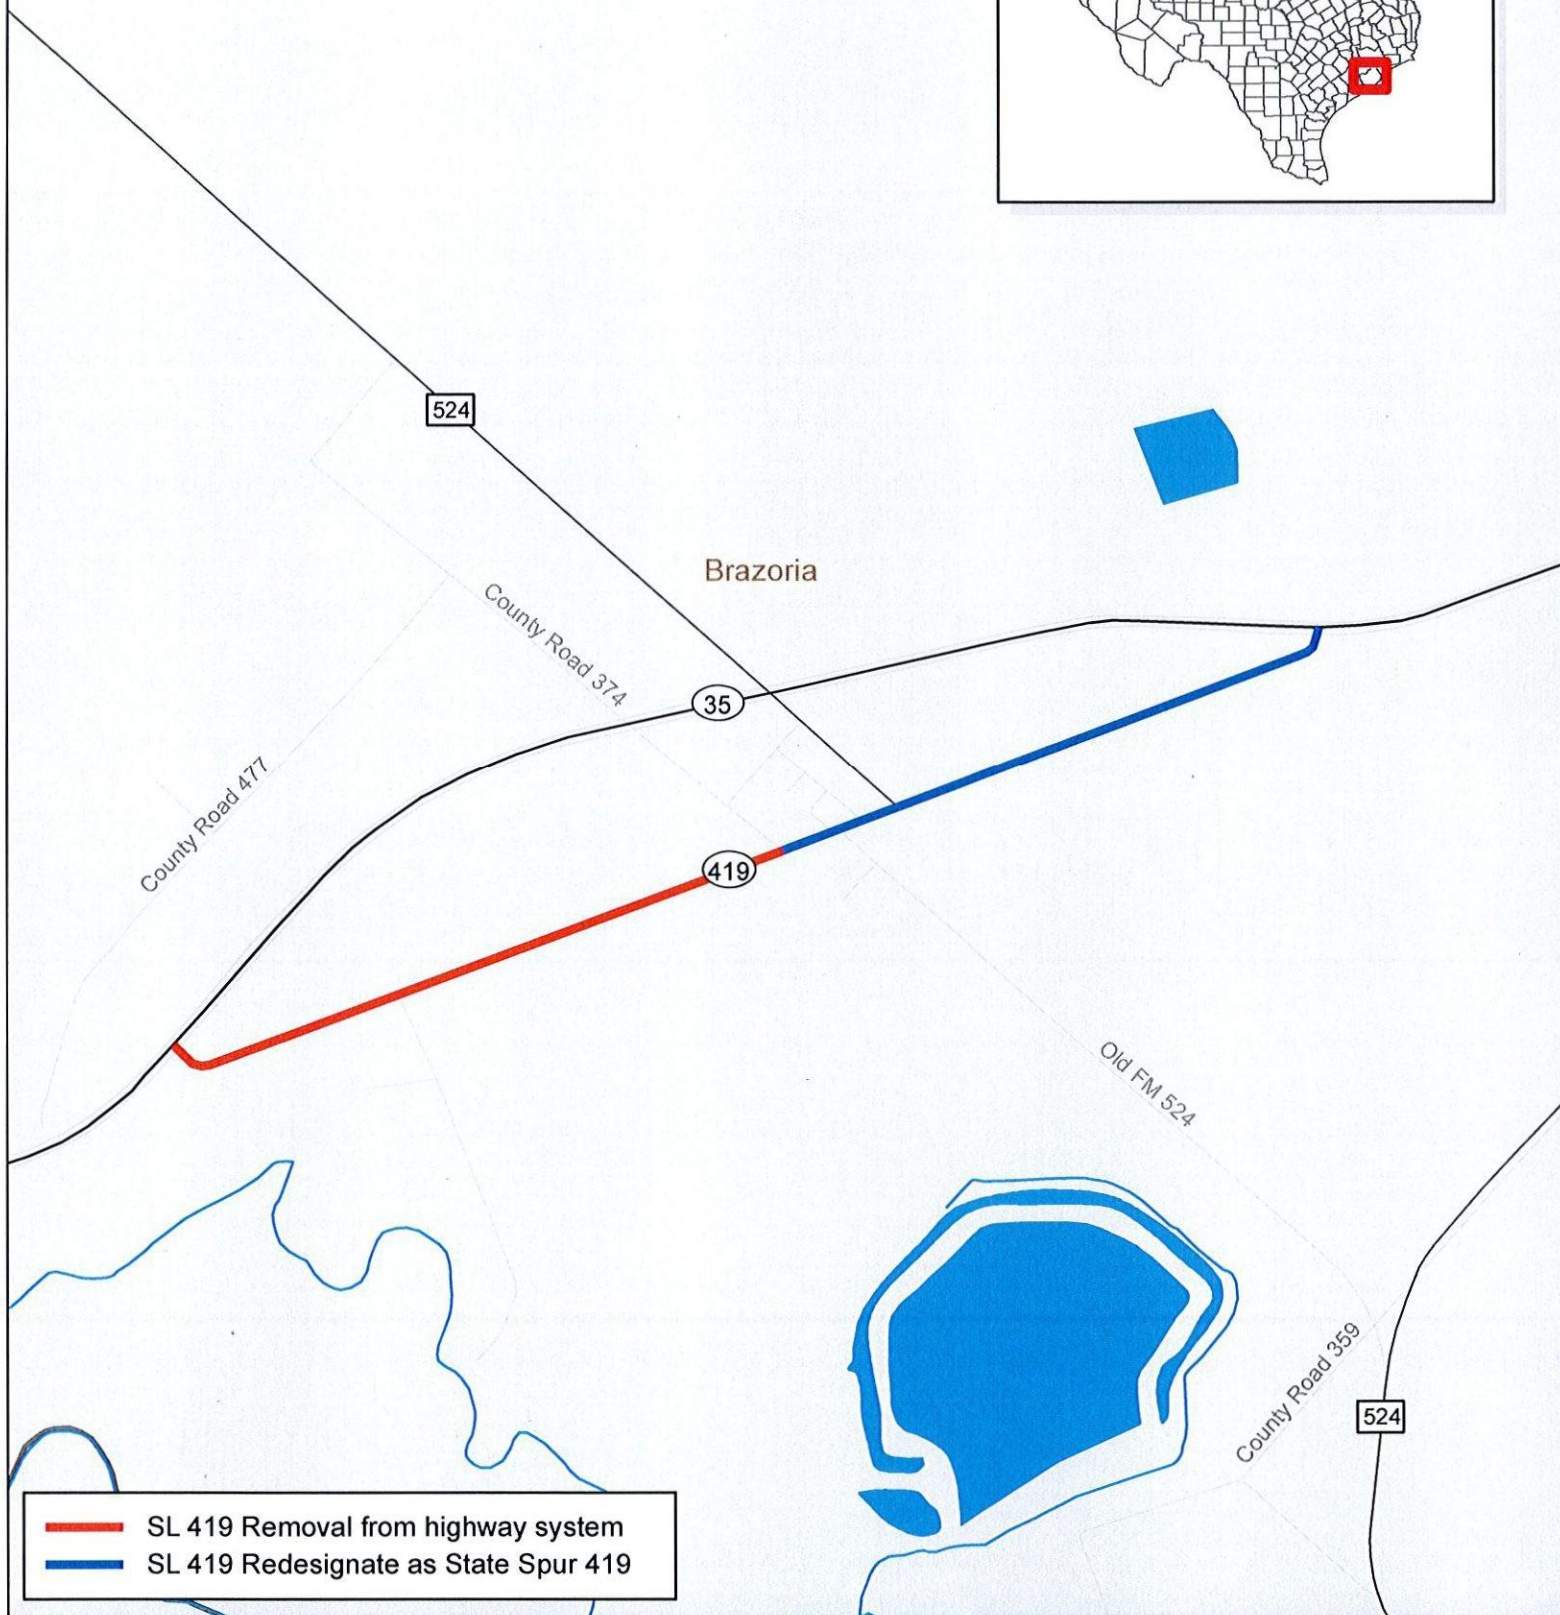 524
Brazoria
County Road 374
35
County Road 477
419
Old FM 524
County Road 359
524
SL 419 Removal from highway system
SL 419 Redesignate as State Spur 419